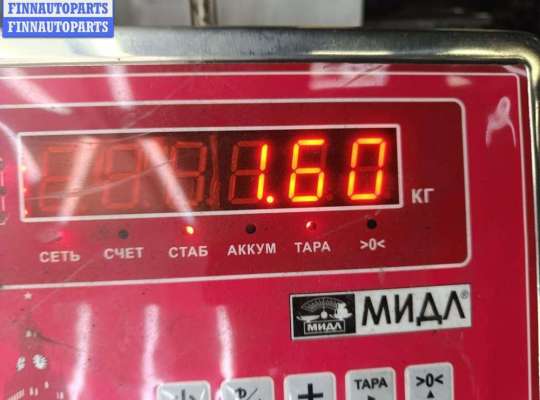 FINNAUTOPARTS
FINNAUTOPARTS
1.60 КГ
СЕТЬ СЧЕТ СТАБ АККУМ ТАРА >0<
МИДЛ МИДЛ®
+ ТАРА >0<